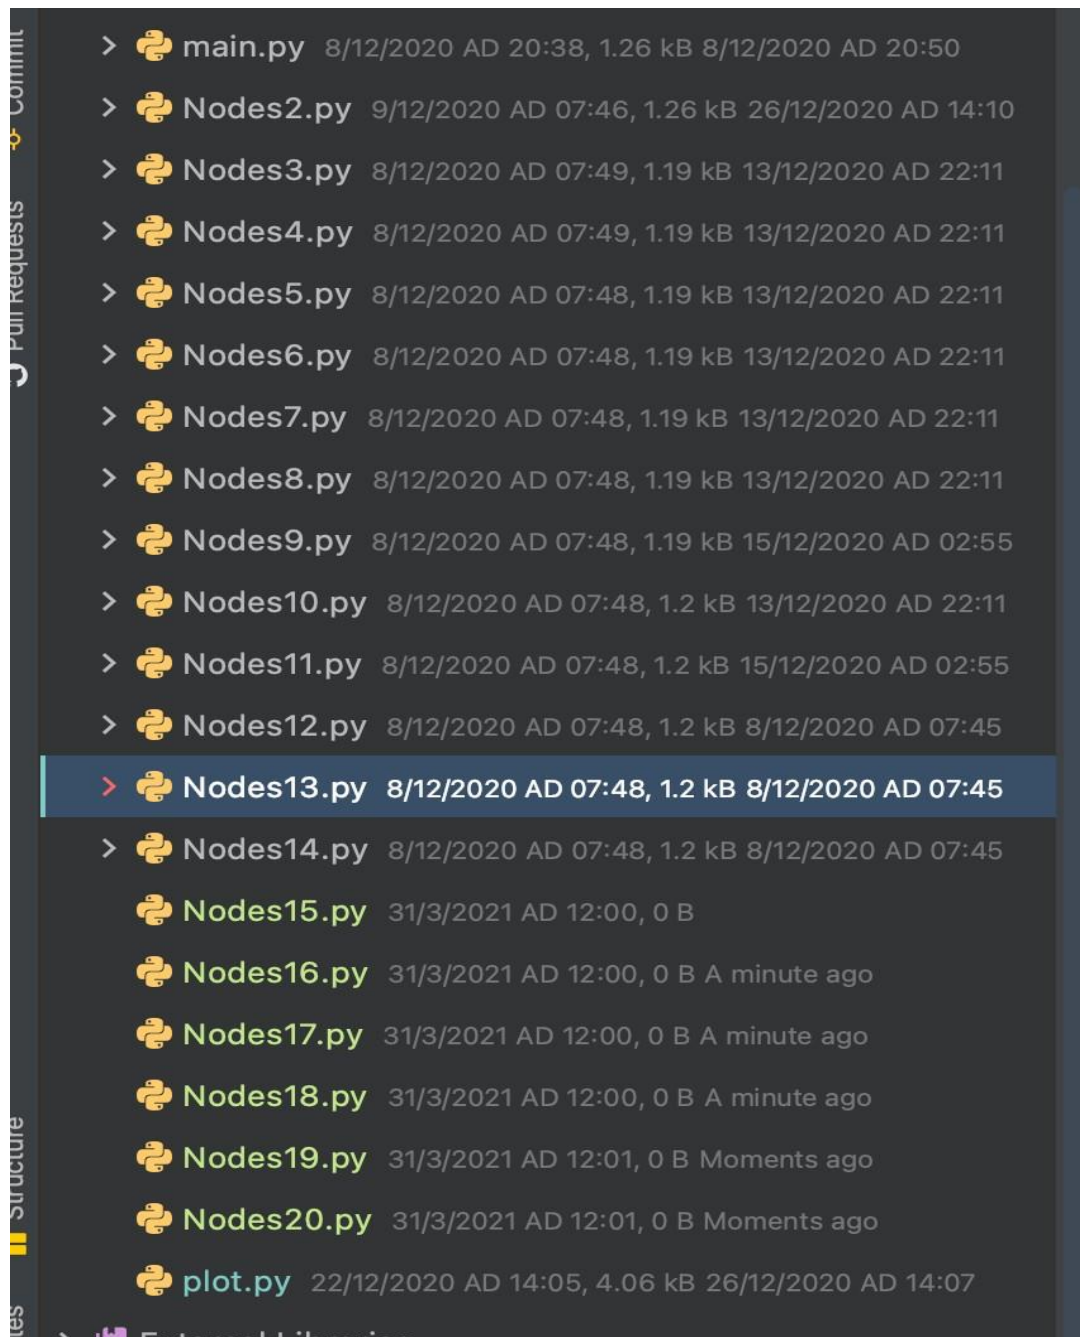 main.py 8/12/2020 AD 20:38, 1.26 kB 8/12/2020 AD 20:50
Nodes2.py 9/12/2020 AD 07:46, 1.26 kB 26/12/2020 AD 14:10
Nodes3.py 8/12/2020 AD 07:49, 1.19 kB 13/12/2020 AD 22:11
Nodes4.py 8/12/2020 AD 07:49, 1.19 kB 13/12/2020 AD 22:11
Nodes5.py 8/12/2020 AD 07:48, 1.19 kB 13/12/2020 AD 22:11
Nodes6.py 8/12/2020 AD 07:48, 1.19 kB 13/12/2020 AD 22:11
Nodes7.py 8/12/2020 AD 07:48, 1.19 kB 13/12/2020 AD 22:11
Nodes8.py 8/12/2020 AD 07:48, 1.19 kB 13/12/2020 AD 22:11
Nodes9.py 8/12/2020 AD 07:48, 1.19 kB 15/12/2020 AD 02:55
Nodes10.py 8/12/2020 AD 07:48, 1.2 kB 13/12/2020 AD 22:11
Nodes11.py 8/12/2020 AD 07:48, 1.2 kB 15/12/2020 AD 02:55
Nodes12.py 8/12/2020 AD 07:48, 1.2 kB 8/12/2020 AD 07:45
Nodes13.py 8/12/2020 AD 07:48, 1.2 kB 8/12/2020 AD 07:45
Nodes14.py 8/12/2020 AD 07:48, 1.2 kB 8/12/2020 AD 07:45
Nodes15.py 31/3/2021 AD 12:00, 0 B
Nodes16.py 31/3/2021 AD 12:00, 0 B A minute ago
Nodes17.py 31/3/2021 AD 12:00, 0 B A minute ago
Nodes18.py 31/3/2021 AD 12:00, 0 B A minute ago
Nodes19.py 31/3/2021 AD 12:01, 0 B Moments ago
Nodes20.py 31/3/2021 AD 12:01, 0 B Moments ago
plot.py 22/12/2020 AD 14:05, 4.06 kB 26/12/2020 AD 14:07
Commit
Pull Requests
Structure